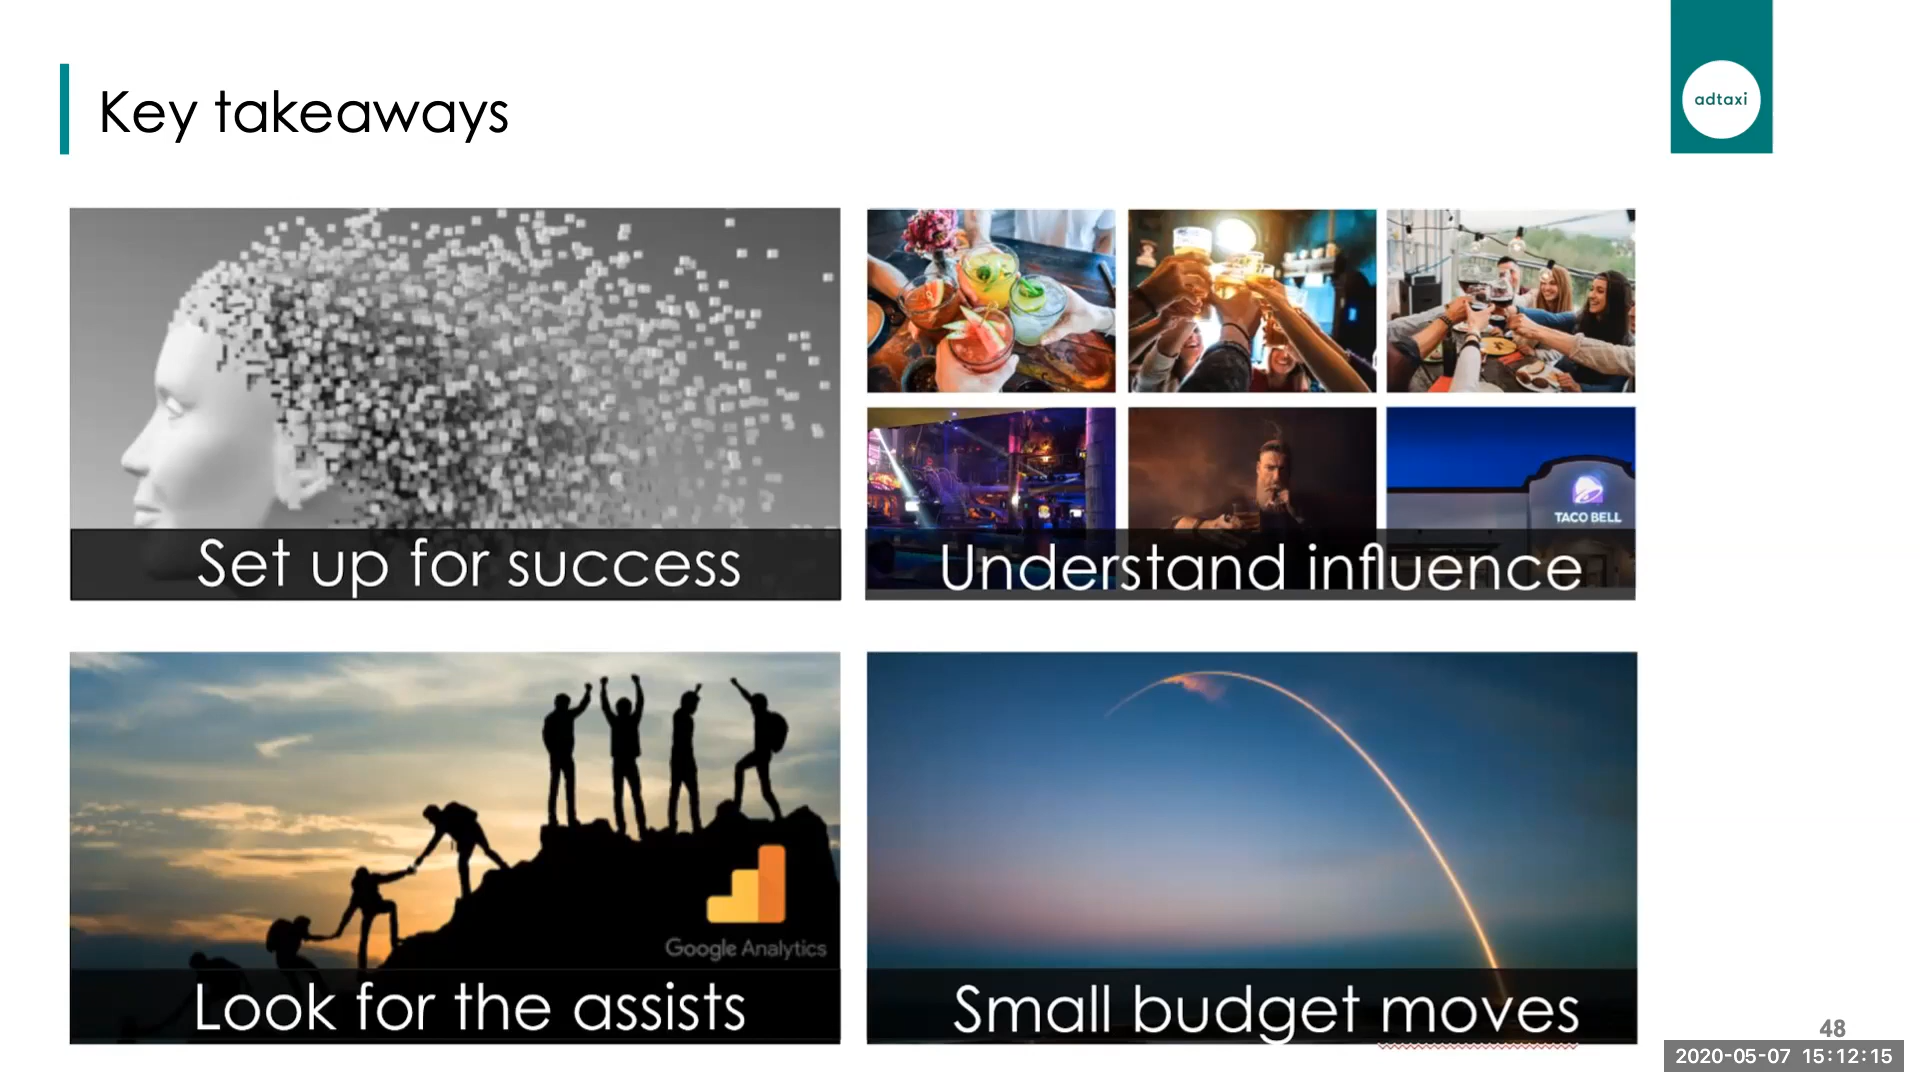 Key takeaways
adtaxi
TACO BELL
Set up for success
Understand influence
Google Analytics
Look for the assists
Small budget moves
48
2020-05-07 15:12:15